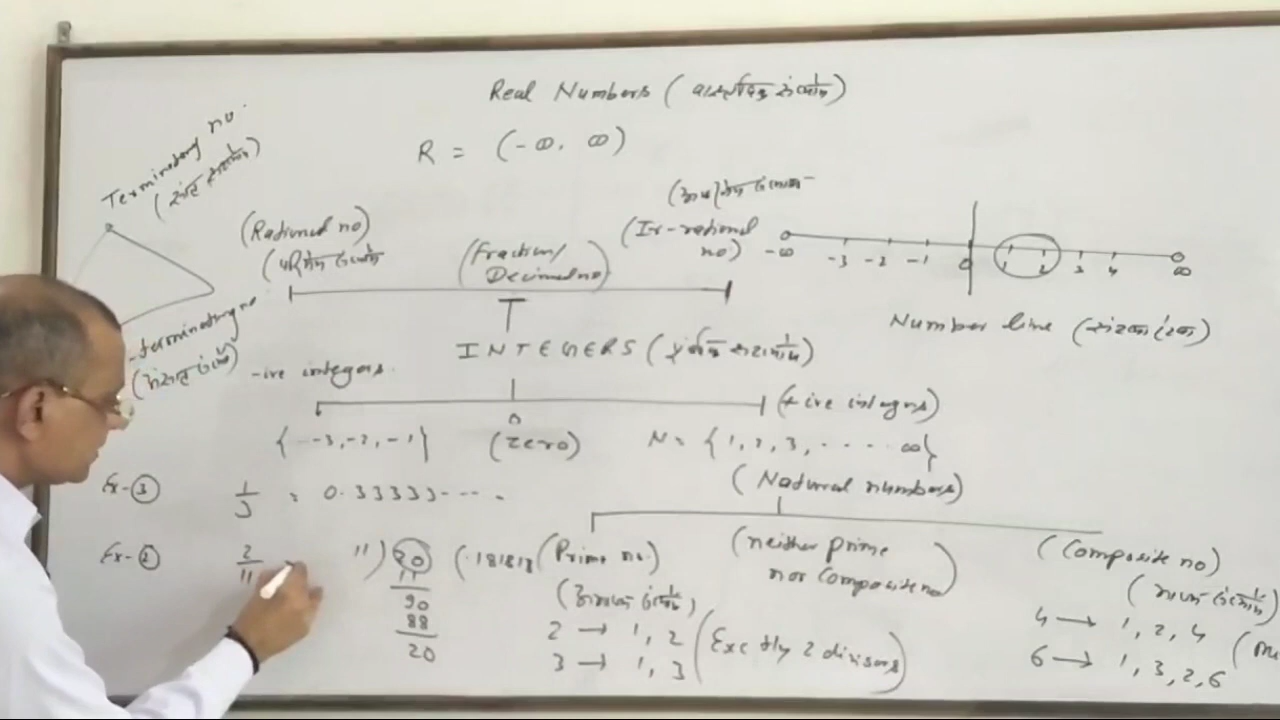 Real Numbers (वास्तविक संख्या)
R = (-∞, ∞)
Terminating no.
(Rational no)
(Fraction/
Decimal no)
(Ir-rational
no)
-∞ -3 -2 -1 0 1 2 3 4 ∞
Number line (संख्या रेखा)
-terminating no
INTEGERS (पूर्णांक संख्या)
-ive integers.
(+ive integers)
{ -- -3, -2, -1}
0
(Zero)
N = {1, 2, 3, ..... ∞}
(Natural numbers)
Ex-3
1/3 = 0.33333----.
Ex-2
2/11
11) 20 (.181818
11
90
88
20
(Prime no.)
(neither prime
nor Composite no)
(Composite no)
2 → 1, 2
3 → 1, 3
(Exactly 2 divisors)
4 → 1, 2, 4
6 → 1, 3, 2, 6